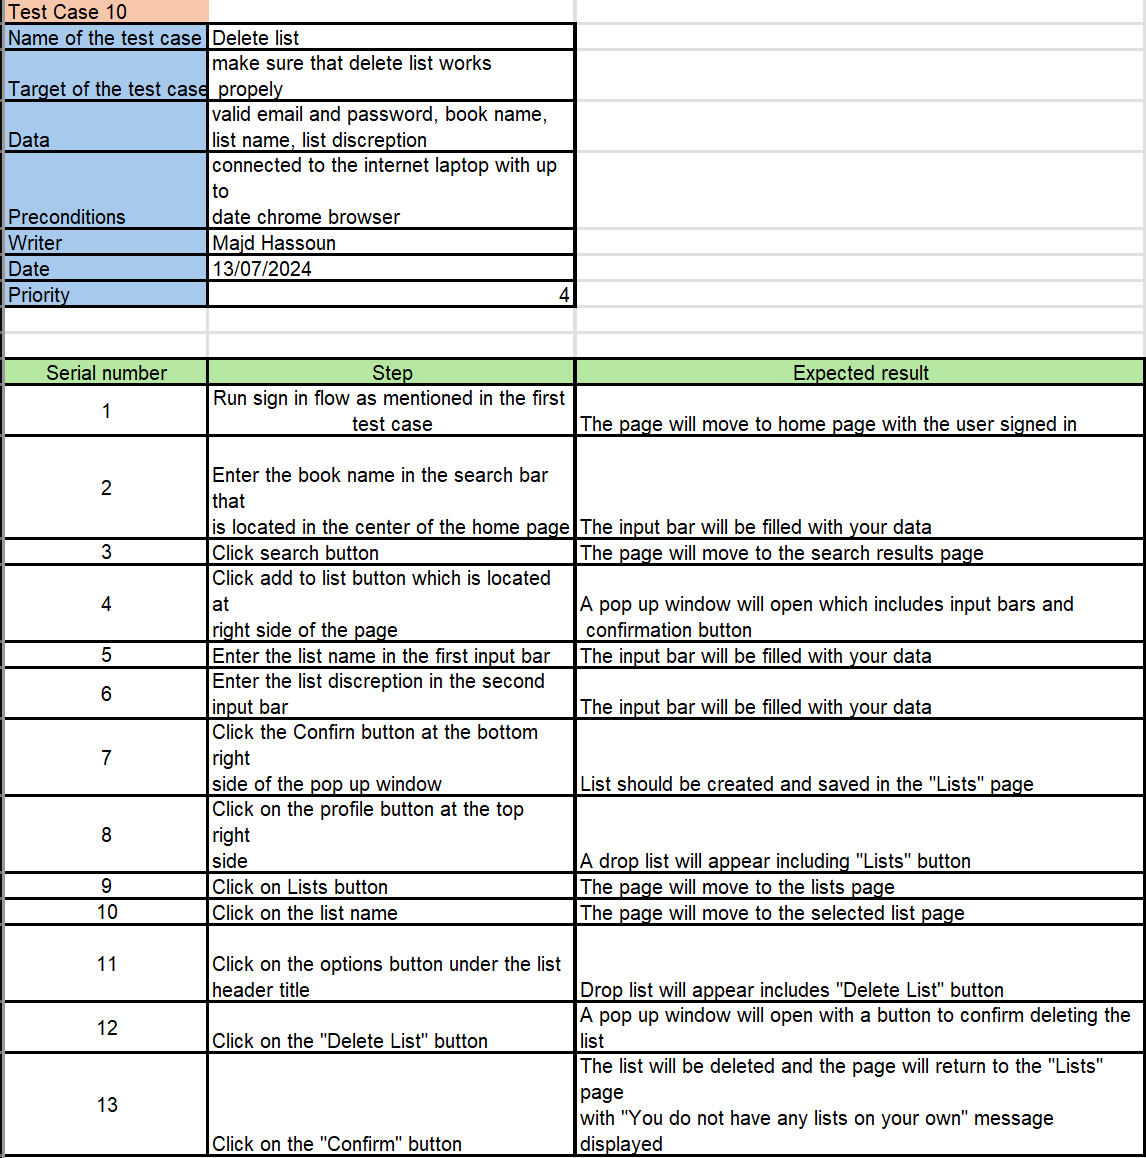 Test Case 10
Name of the test case Delete list
make sure that delete list works
Target of the test case propely
valid email and password, book name,
Data list name, list discreption
connected to the internet laptop with up
to
Preconditions date chrome browser
Writer Majd Hassoun
Date 13/07/2024
Priority 4
Serial number Step Expected result
1 Run sign in flow as mentioned in the first
test case The page will move to home page with the user signed in
2 Enter the book name in the search bar
that
is located in the center of the home page The input bar will be filled with your data
3 Click search button The page will move to the search results page
4 Click add to list button which is located
at
right side of the page
A pop up window will open which includes input bars and
confirmation button
5 Enter the list name in the first input bar The input bar will be filled with your data
6 Enter the list discreption in the second
input bar The input bar will be filled with your data
7 Click the Confirn button at the bottom
right
side of the pop up window List should be created and saved in the "Lists" page
8 Click on the profile button at the top
right
side A drop list will appear including "Lists" button
9 Click on Lists button The page will move to the lists page
10 Click on the list name The page will move to the selected list page
11 Click on the options button under the list
header title Drop list will appear includes "Delete List" button
12 Click on the "Delete List" button
A pop up window will open with a button to confirm deleting the
list
13 Click on the "Confirm" button
The list will be deleted and the page will return to the "Lists"
page
with "You do not have any lists on your own" message
displayed